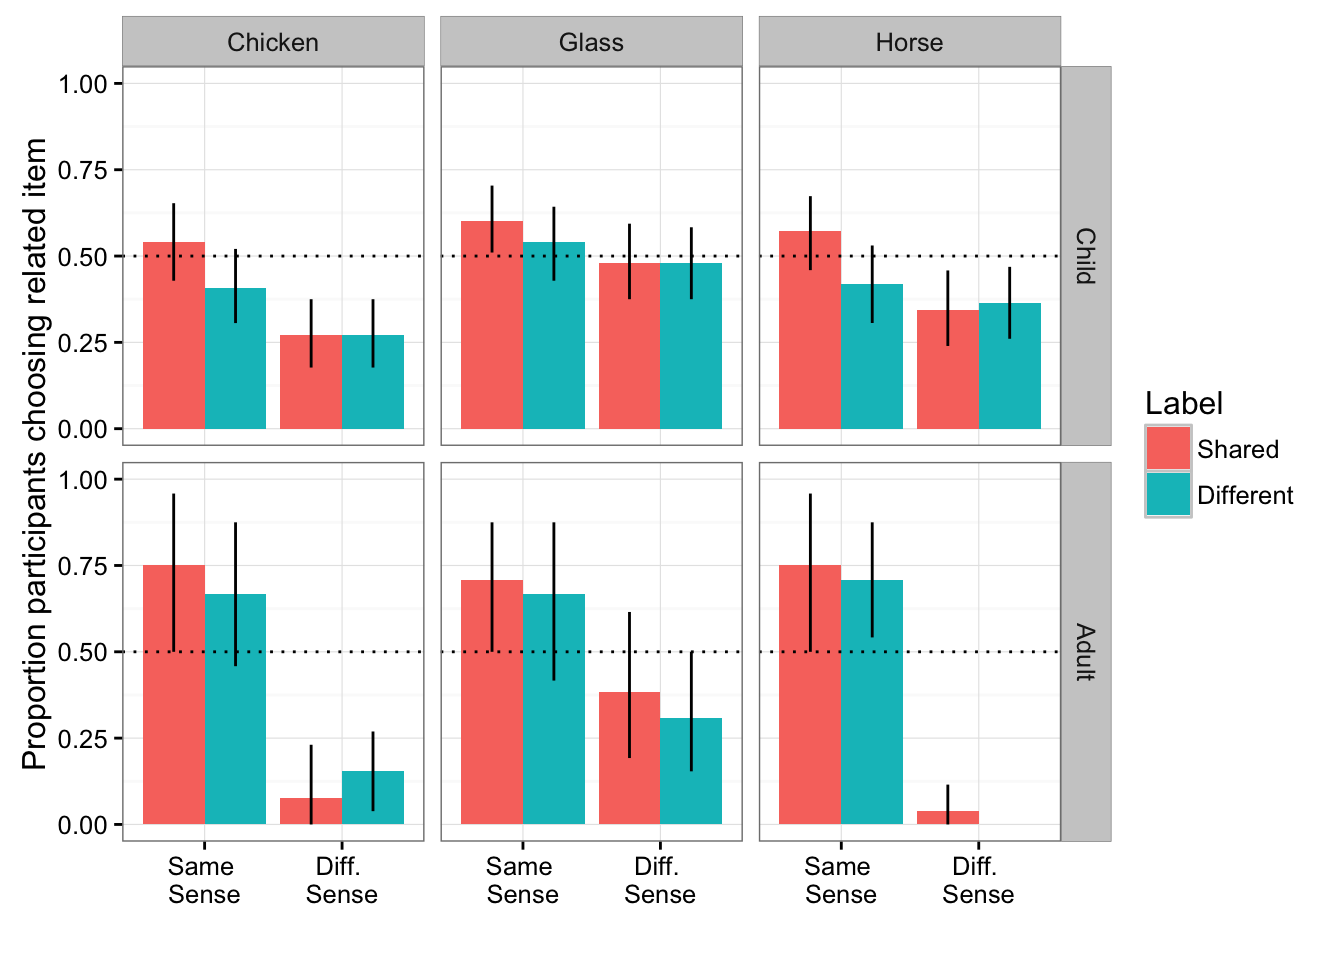 Chicken
Glass
Horse
Proportion participants choosing related item
1.00
0.75
0.50
0.25
0.00
Child
1.00
0.75
0.50
0.25
0.00
Adult
Same
Sense
Diff.
Sense
Same
Sense
Diff.
Sense
Same
Sense
Diff.
Sense
Label
Shared
Different